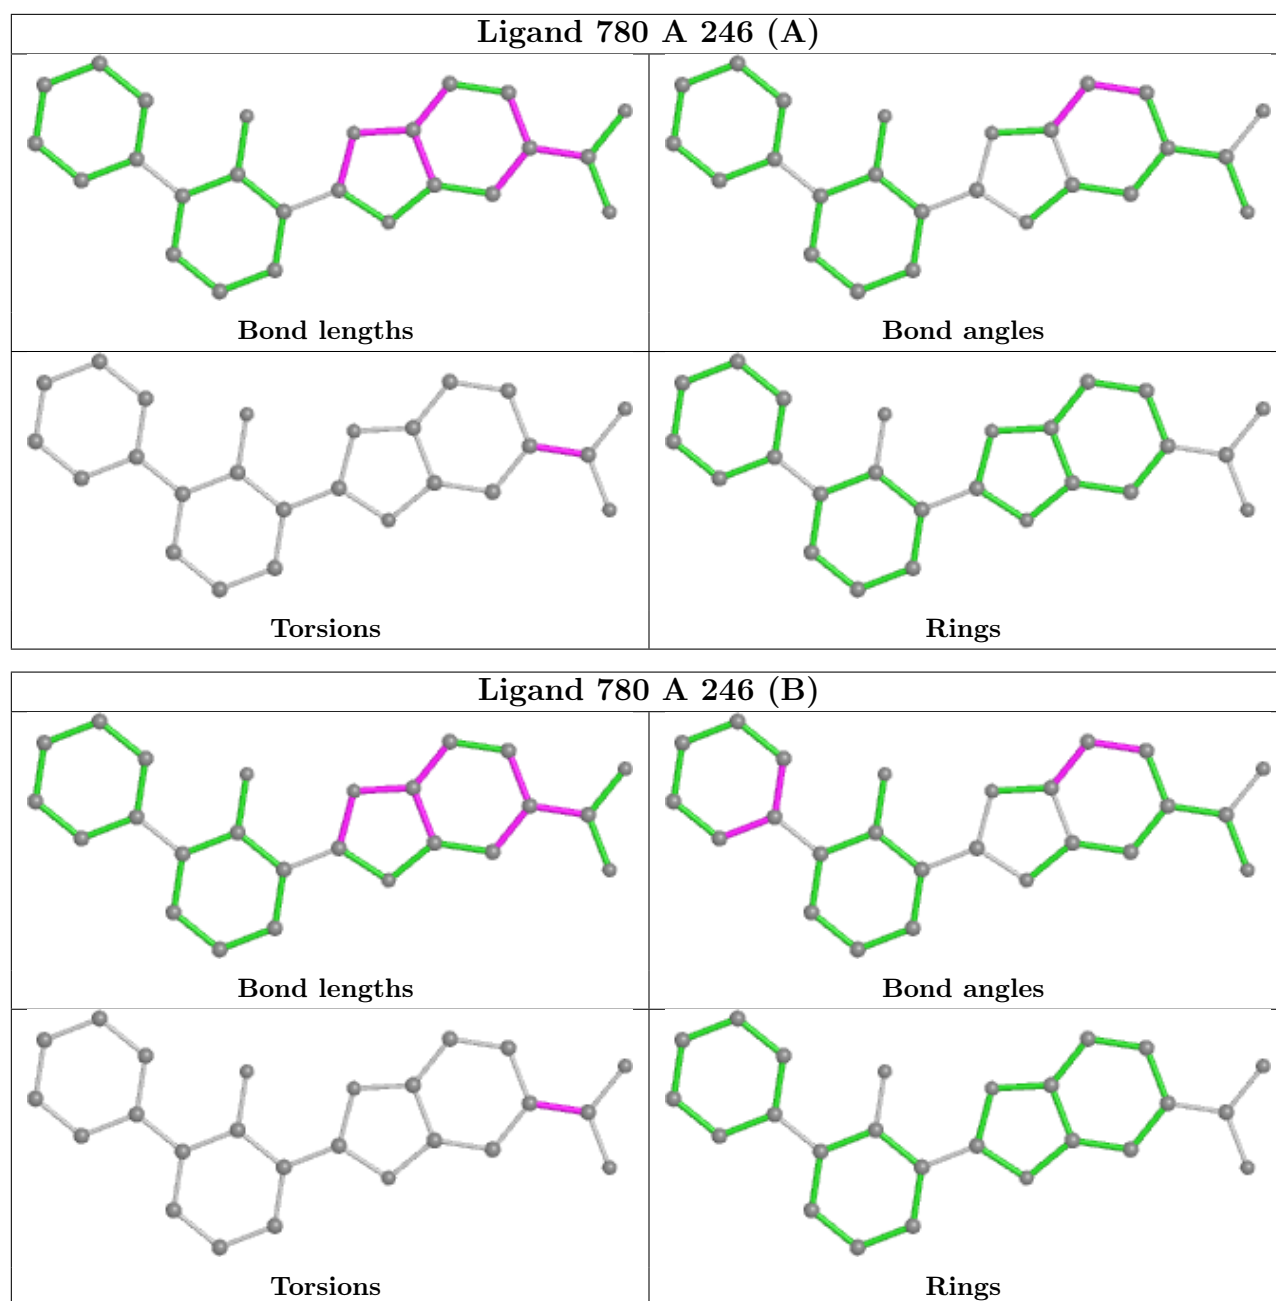 Ligand 780 A 246 (A)
Bond lengths
Bond angles
Torsions
Rings
Ligand 780 A 246 (B)
Bond lengths
Bond angles
Torsions
Rings